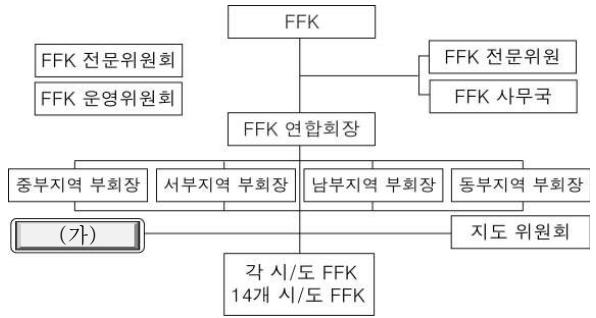 FFK
FFK 전문위원회
FFK 전문위원
FFK 운영위원회
FFK 사무국
FFK 연합회장
중부지역 부회장
서부지역 부회장
남부지역 부회장
동부지역 부회장
(가)
지도 위원회
각 시/도 FFK
14개 시/도 FFK